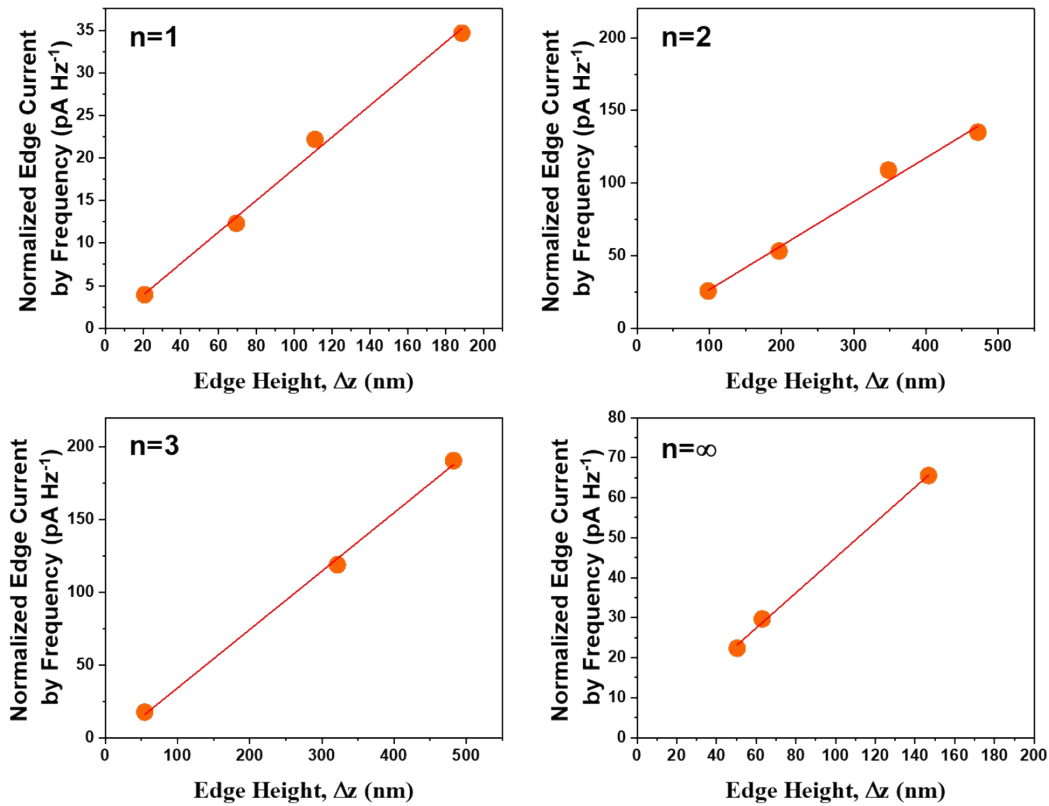 n=1
Normalized Edge Current
by Frequency (pA Hz-1)
35
30
25
20
15
10
5
0
0 20 40 60 80 100 120 140 160 180 200
Edge Height, Δz (nm)
n=2
Normalized Edge Current
by Frequency (pA Hz-1)
200
150
100
50
0
0 100 200 300 400 500
Edge Height, Δz (nm)
n=3
Normalized Edge Current
by Frequency (pA Hz-1)
200
150
100
50
0
0 100 200 300 400 500
Edge Height, Δz (nm)
n=∞
Normalized Edge Current
by Frequency (pA Hz-1)
80
70
60
50
40
30
20
10
0
0 20 40 60 80 100 120 140 160 180 200
Edge Height, Δz (nm)